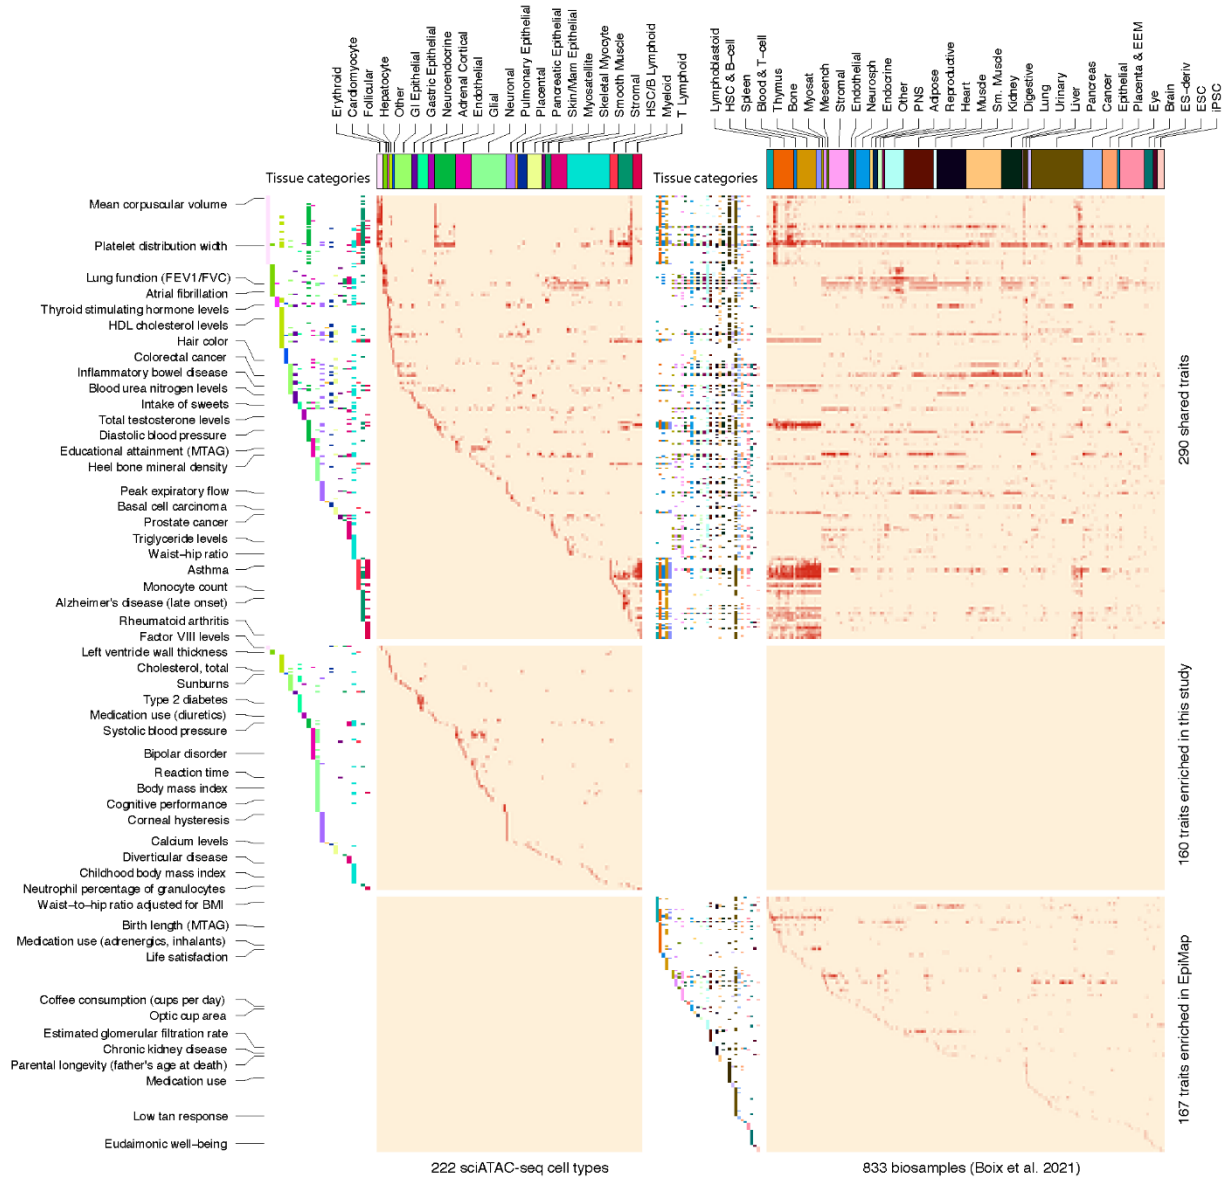 Erythroid
Cardiomyocyte
Follicular
Hepatocyte
Other
GI Epithelial
Gastric Epithelial
Neuroendocrine
Adrenal Cortical
Endothelial
Glial
Neuronal
Pulmonary Epithelial
Placental
Pancreatic Epithelial
Skin/Mam Epithelial
Myosatellite
Skeletal Myocyte
Smooth Muscle
Stromal
HSC/B Lymphoid
Myeloid
T Lymphoid
Lymphoblastoid
HSC & B-cell
Spleen
Blood & T-cell
Thymus
Bone
Myosat
Mesench
Stromal
Endothelial
Neurosph
Endocrine
Other
PNS
Adipose
Reproductive
Heart
Muscle
Sm. Muscle
Kidney
Digestive
Lung
Urinary
Liver
Pancreas
Cancer
Epithelial
Placenta & EEM
Eye
Brain
ES-deriv
ESC
iPSC
Tissue categories
Tissue categories
Mean corpuscular volume
Platelet distribution width
Lung function (FEV1/FVC)
Atrial fibrillation
Thyroid stimulating hormone levels
HDL cholesterol levels
Hair color
Colorectal cancer
Inflammatory bowel disease
Blood urea nitrogen levels
Intake of sweets
Total testosterone levels
Diastolic blood pressure
Educational attainment (MTAG)
Heel bone mineral density
Peak expiratory flow
Basal cell carcinoma
Prostate cancer
Triglyceride levels
Waist–hip ratio
Asthma
Monocyte count
Alzheimer's disease (late onset)
Rheumatoid arthritis
Factor VIII levels
290 shared traits
Left ventricle wall thickness
Cholesterol, total
Sunburns
Type 2 diabetes
Medication use (diuretics)
Systolic blood pressure
Bipolar disorder
Reaction time
Body mass index
Cognitive performance
Corneal hysteresis
Calcium levels
Diverticular disease
Childhood body mass index
Neutrophil percentage of granulocytes
160 traits enriched in this study
Waist–to–hip ratio adjusted for BMI
Birth length (MTAG)
Medication use (adrenergics, inhalants)
Life satisfaction
Coffee consumption (cups per day)
Optic cup area
Estimated glomerular filtration rate
Chronic kidney disease
Parental longevity (father's age at death)
Medication use
Low tan response
Eudaimonic well–being
167 traits enriched in EpiMap
222 sciATAC-seq cell types
833 biosamples (Boix et al. 2021)